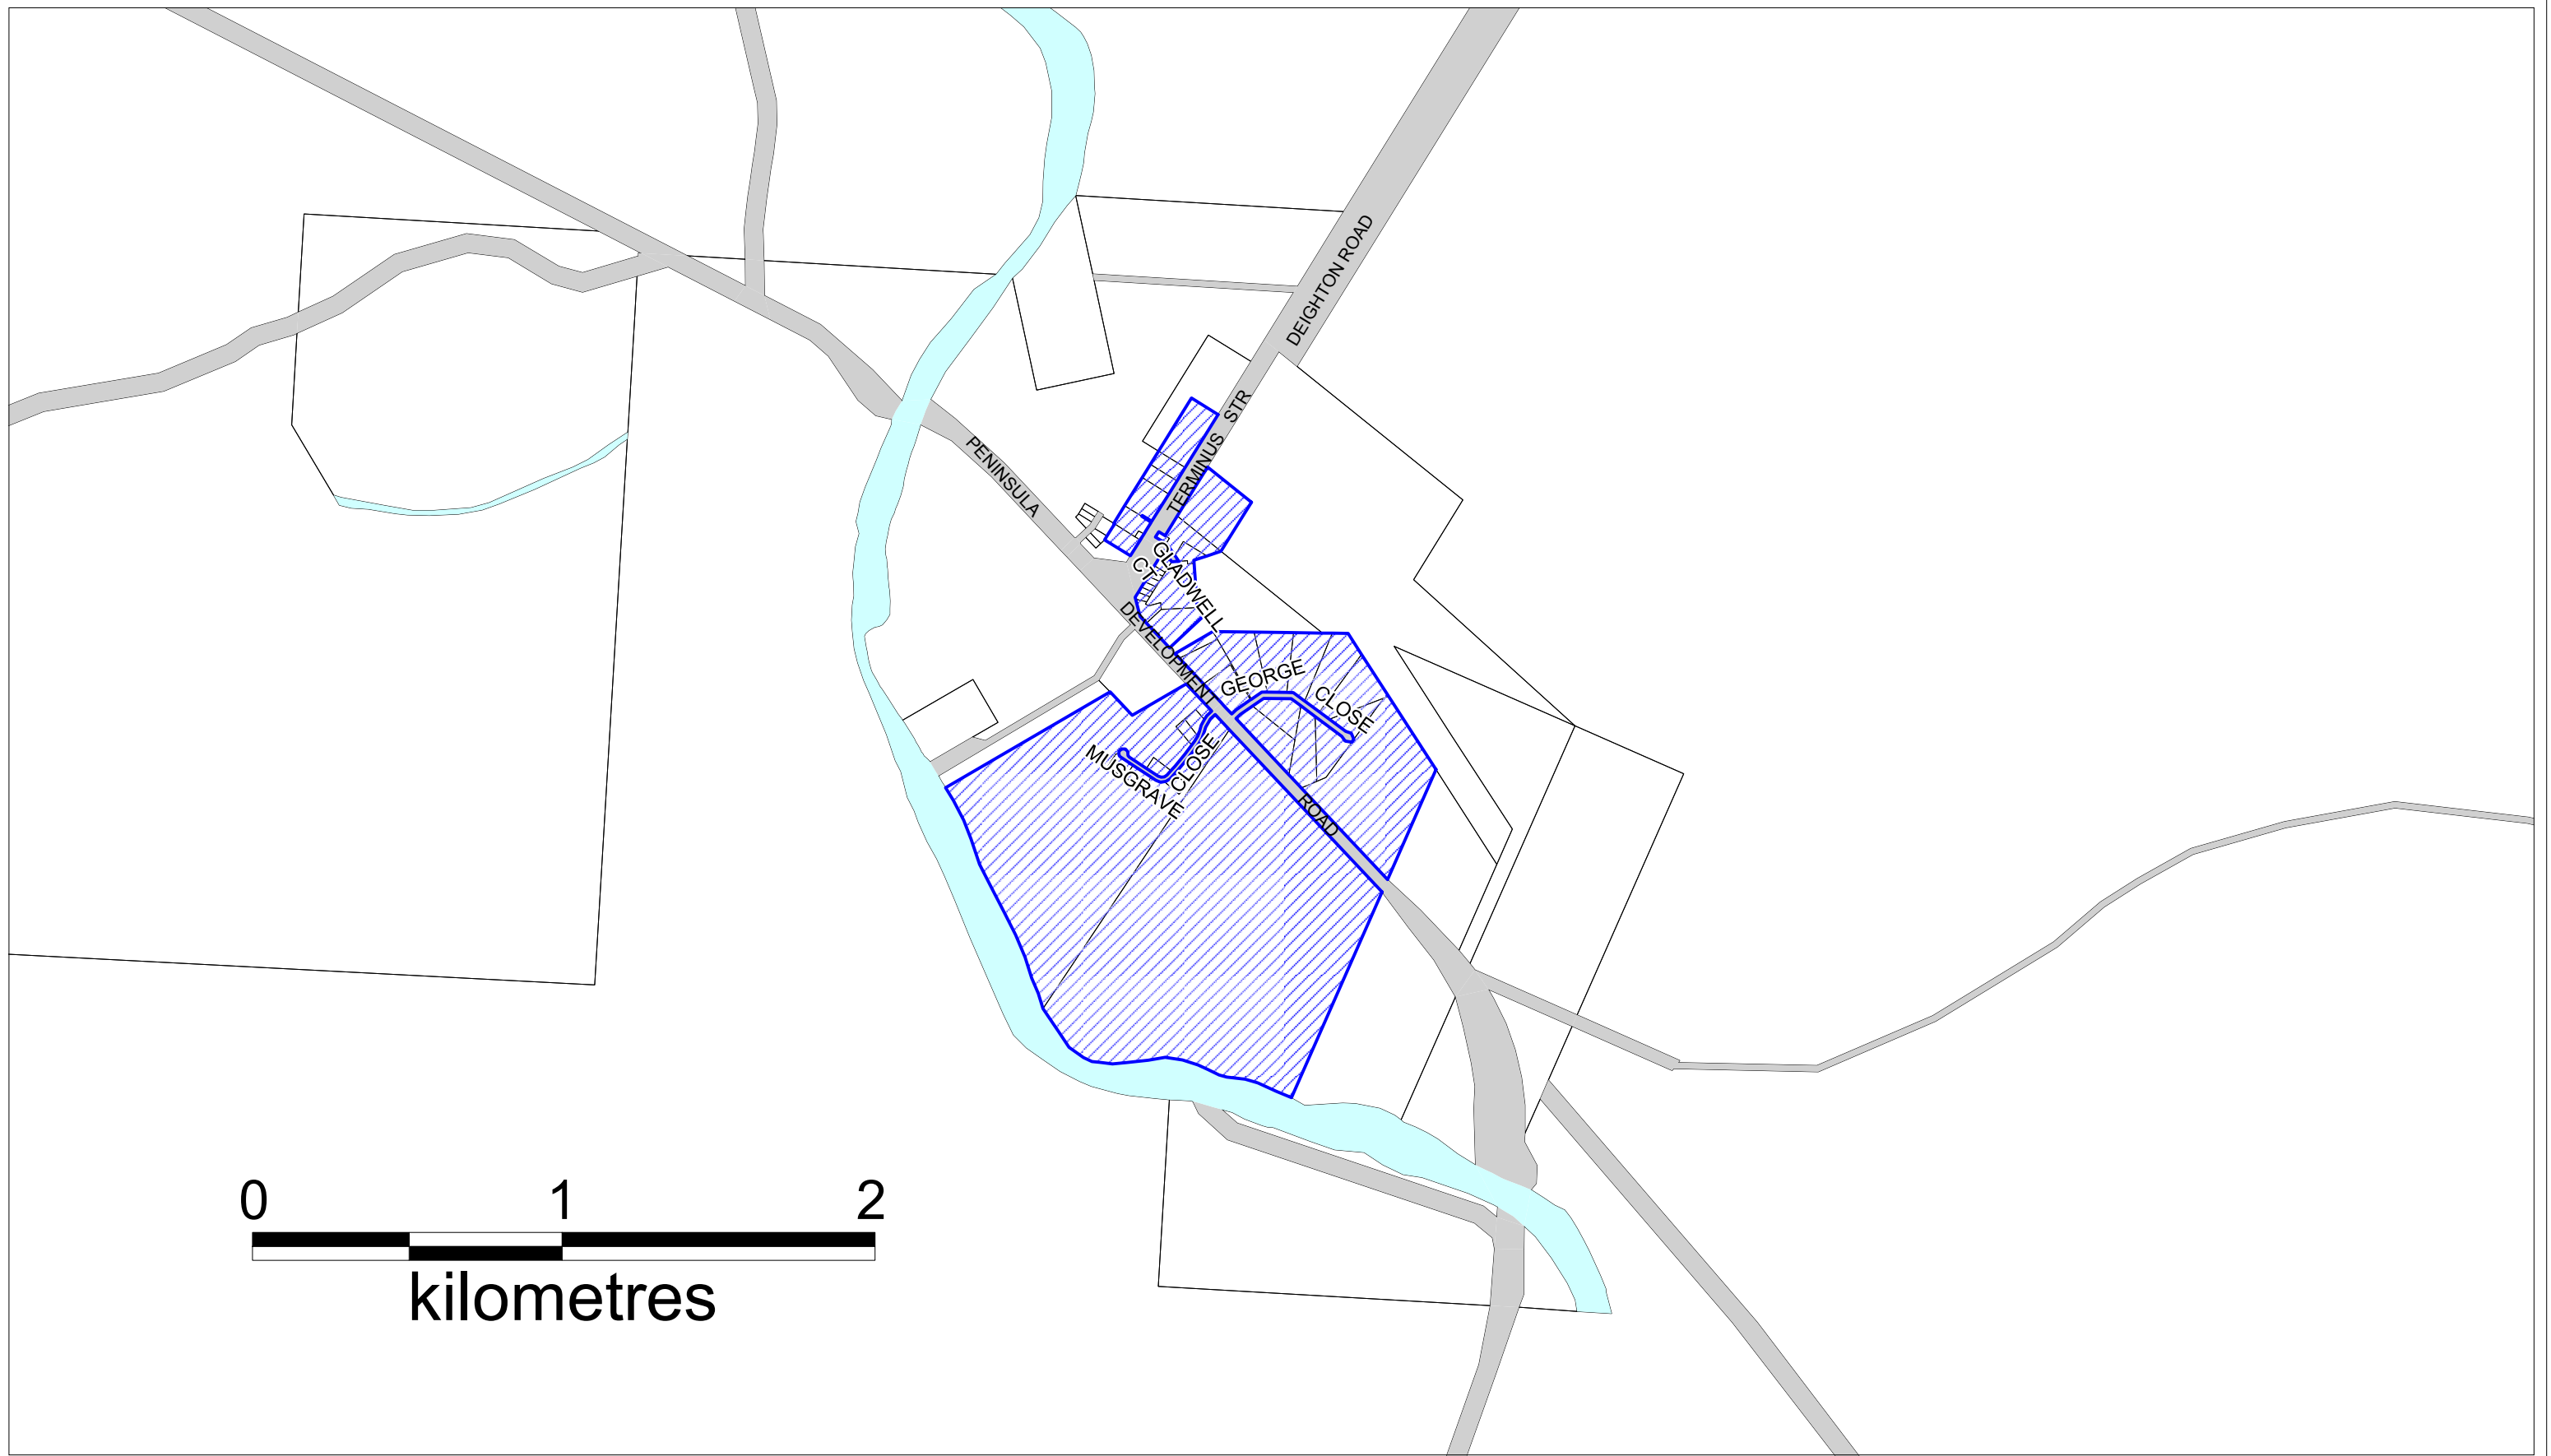 DEIGHTON ROAD
TERMINUS STR
PENINSULA
GLADWELL
CT
DEVELOPMENT
GEORGE
CLOSE
MUSGRAVE
CLOSE
ROAD
0 1 2
kilometres